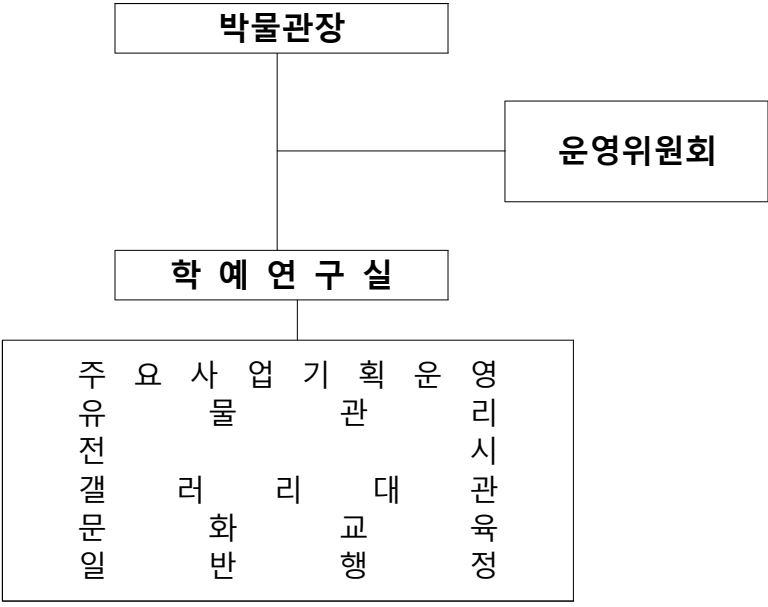 박물관장
운영위원회
학 예 연 구 실
주 요 사 업 기 획 운 영
유 물 관 리
전 시
갤 러 리 대 관
문 화 교 육
일 반 행 정